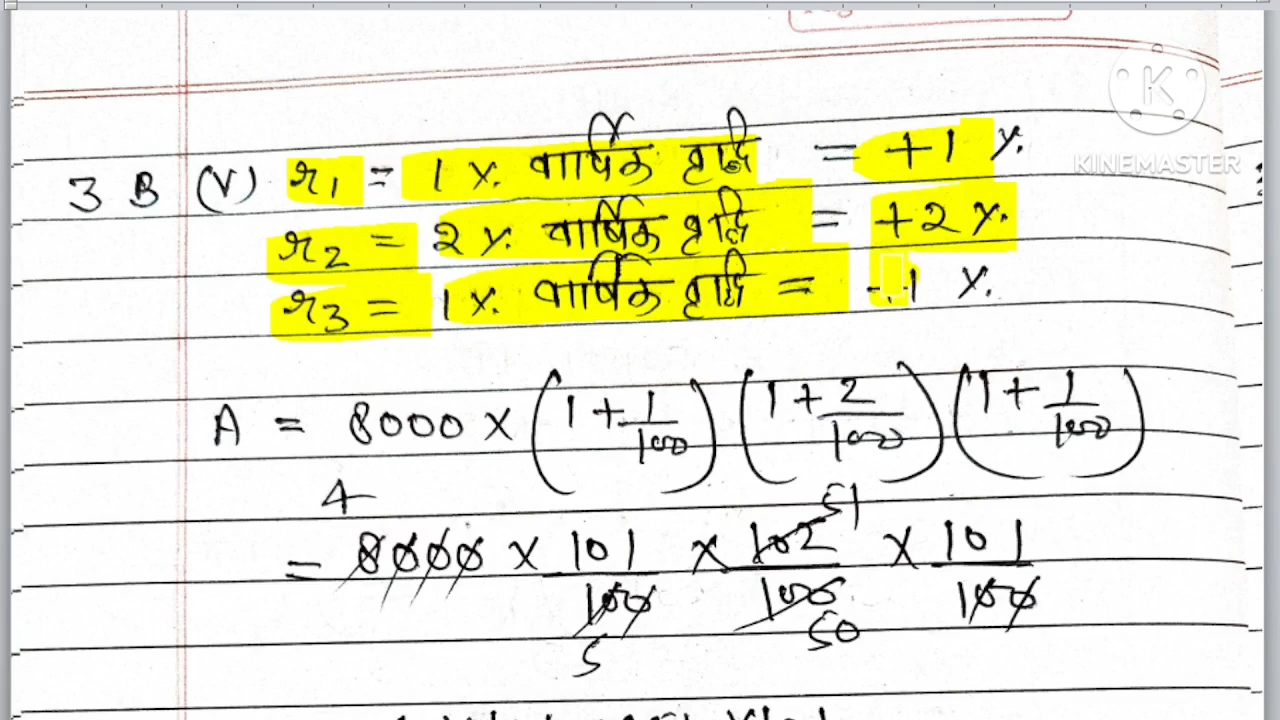 KINEMASTER
3 B (V) r1 = 1 %. वार्षिक वृद्धि = +1 %.
r2 = 2 %. वार्षिक वृद्धि = +2 %.
r3 = 1 %. वार्षिक वृद्धि = +1 %.
A = 8000 × (1 + 1/100) (1 + 2/100) (1 + 1/100)
4 51
= 8000 × 101/100 × 102/100 × 101/100
5 50